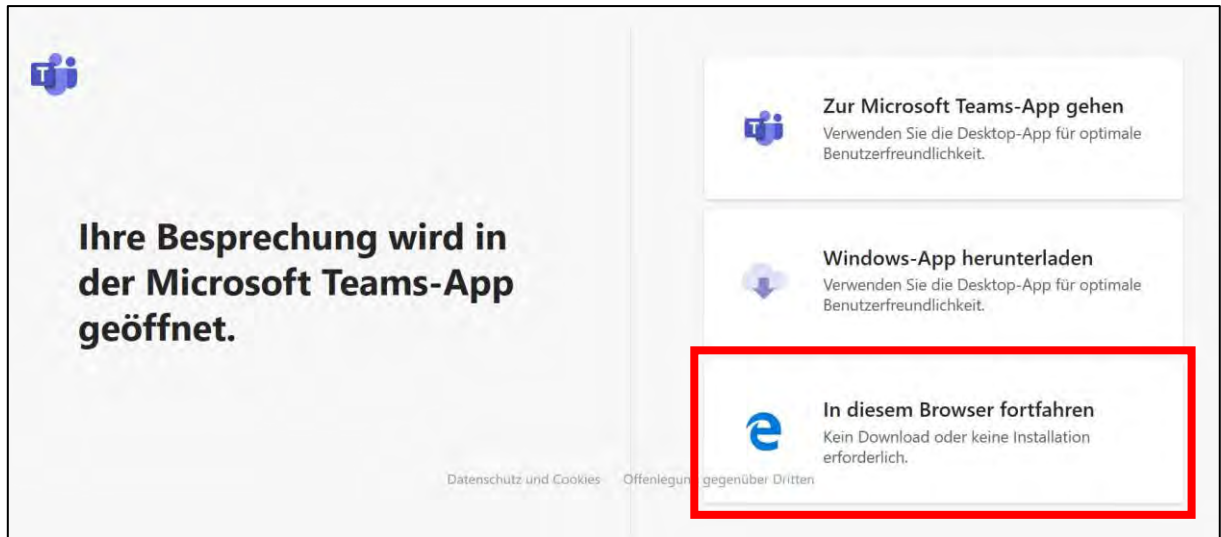 Ihre Besprechung wird in
der Microsoft Teams-App
geöffnet.
Zur Microsoft Teams-App gehen
Verwenden Sie die Desktop-App für optimale
Benutzerfreundlichkeit.
Windows-App herunterladen
Verwenden Sie die Desktop-App für optimale
Benutzerfreundlichkeit.
In diesem Browser fortfahren
Kein Download oder keine Installation
erforderlich.
Datenschutz und Cookies Offenlegung gegenüber Dritten